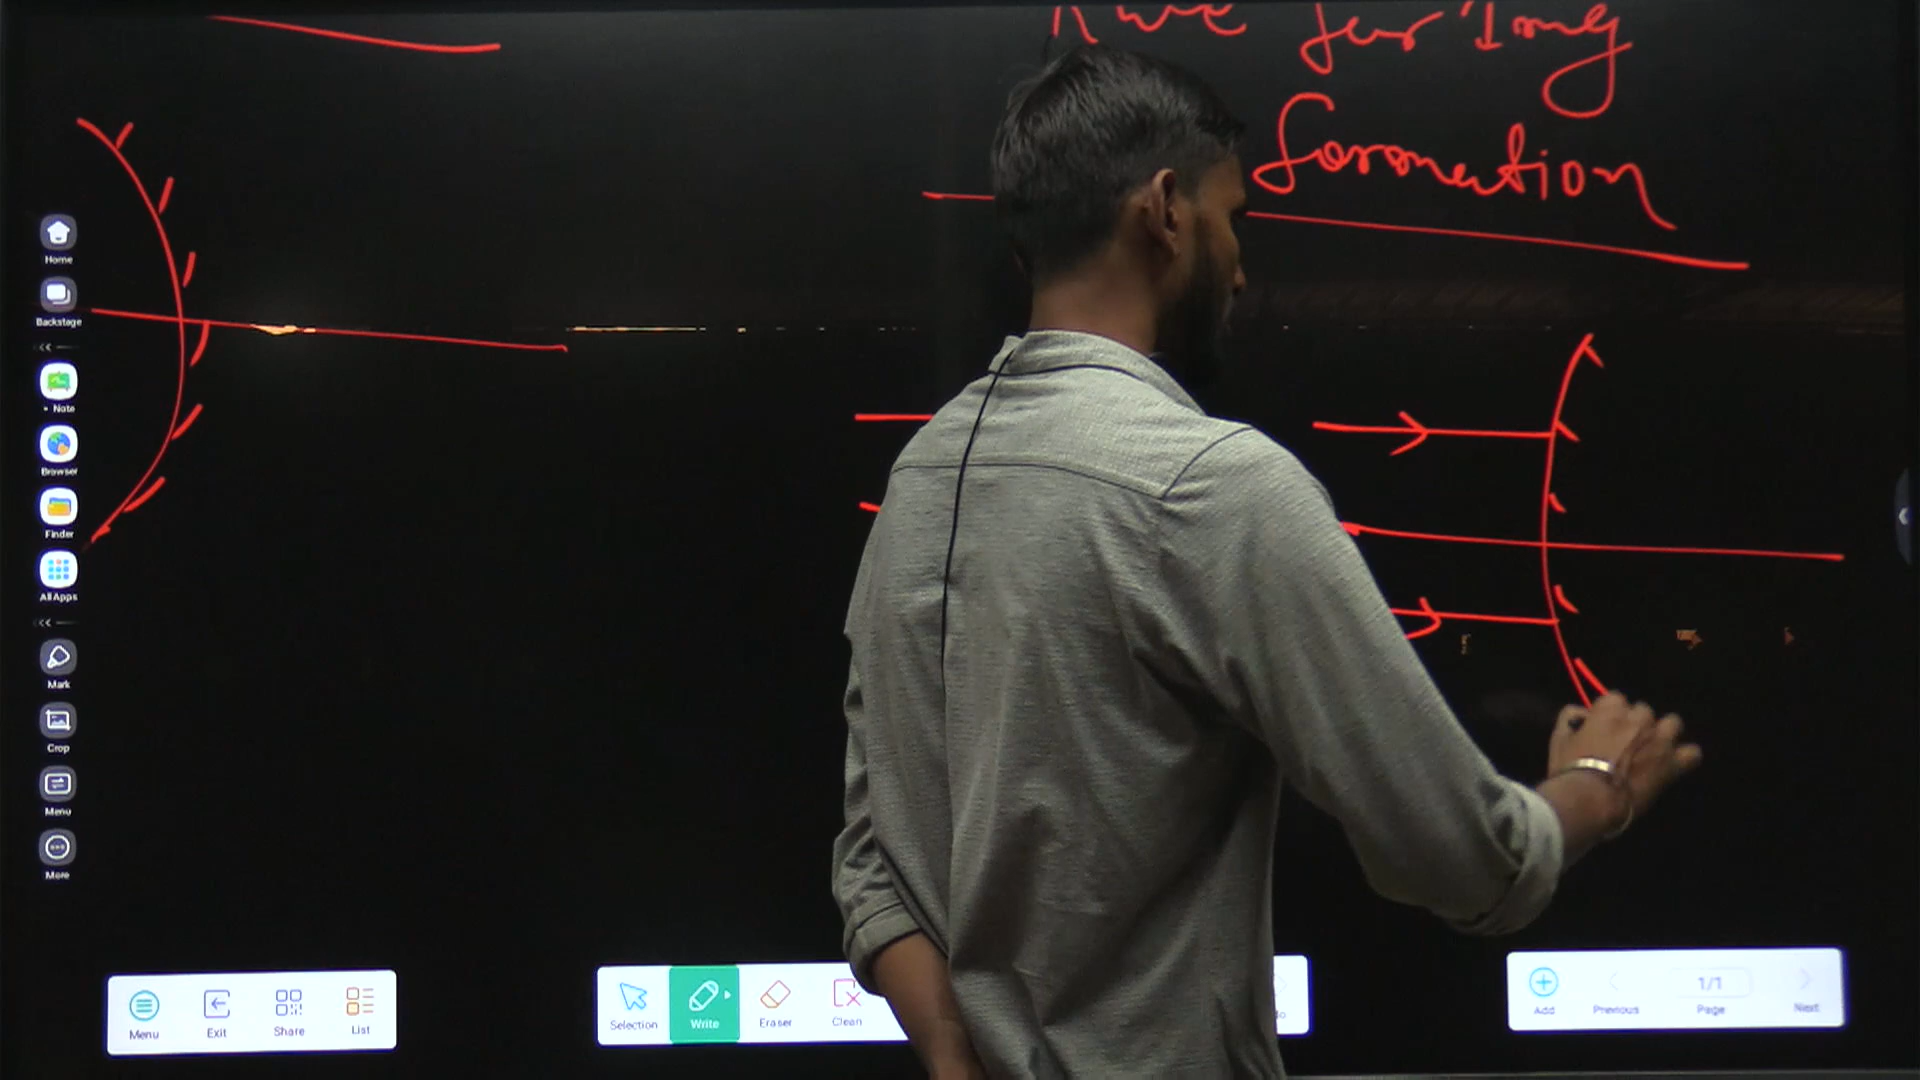 Rule for Img
formation
Home
Backstage
Note
Browser
Finder
All Apps
Mark
Crop
Menu
More
Menu
Exit
Share
List
Selection
Write
Eraser
Clean
Add
Previous
1/1
Page
Next